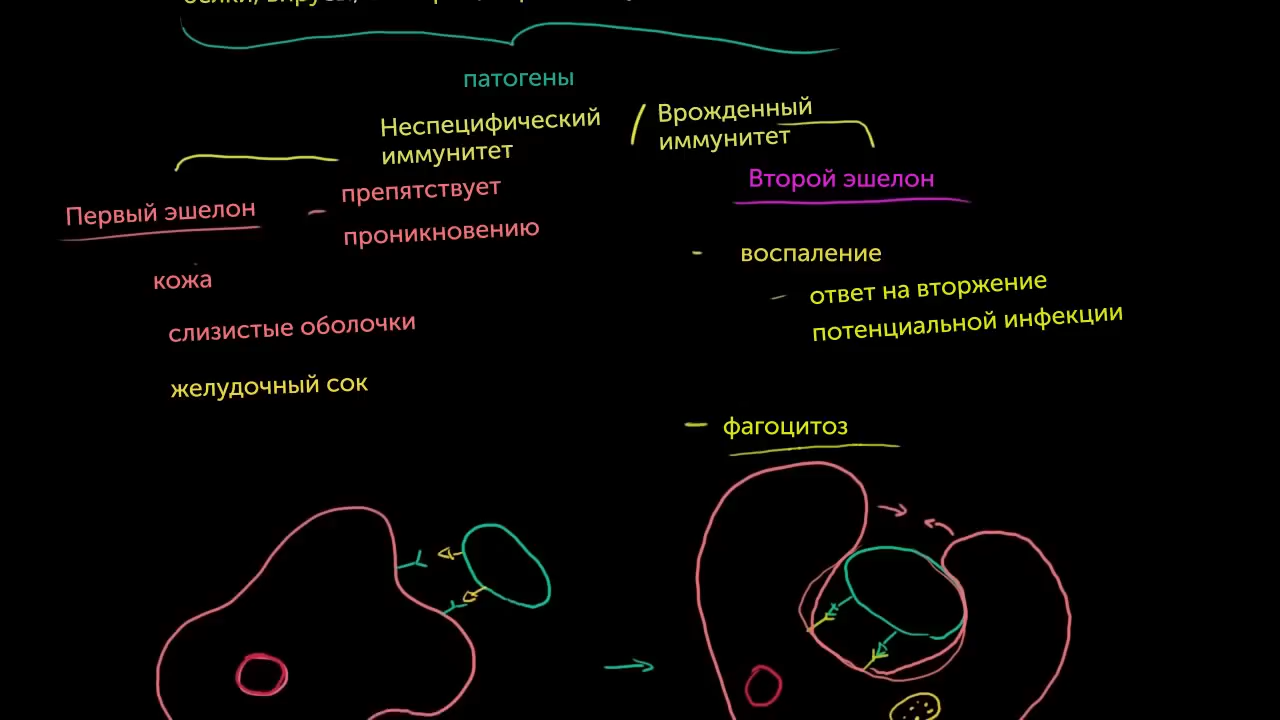 патогены
Неспецифический
иммунитет
Врожденный
иммунитет
Первый эшелон
препятствует
проникновению
Второй эшелон
кожа
слизистые оболочки
желудочный сок
- воспаление
- ответ на вторжение
потенциальной инфекции
- фагоцитоз